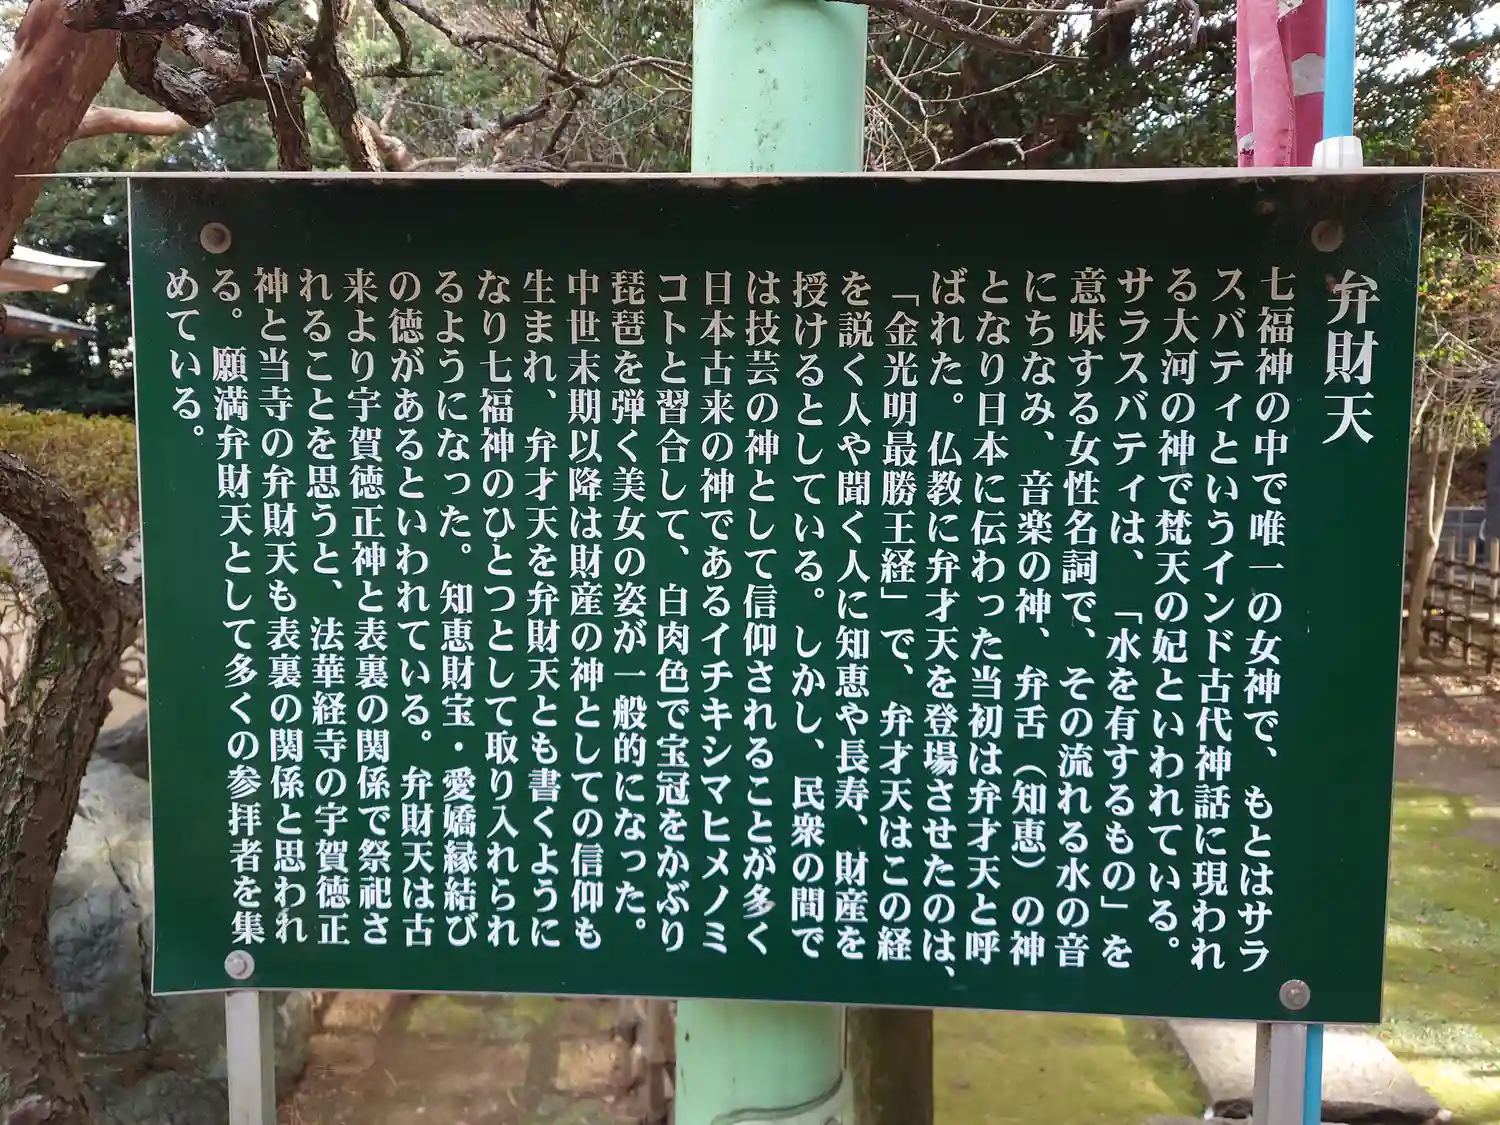 弁財天
七福神の中で唯一の女神で、もとはサラ
スバティというインド古代神話に現われ
る大河の神で梵天の妃といわれている。
サラスバティは、「水を有するもの」を
意味する女性名詞で、その流れる水の音
にちなみ、音楽の神、弁舌（知恵）の神
となり日本に伝わった当初は弁才天と呼
ばれた。仏教に弁才天を登場させたのは、
「金光明最勝王経」で、弁才天はこの経
を説く人や聞く人に知恵や長寿、財産を
授けるとしている。しかし、民衆の間で
は技芸の神として信仰されることが多く
日本古来の神であるイチキシマヒメノミ
コトと習合して、白肉色で宝冠をかぶり
琵琶を弾く美女の姿が一般的になった。
中世末期以降は財産の神としての信仰も
生まれ、弁才天を弁財天とも書くように
なり七福神のひとつとして取り入れられ
るようになった。知恵財宝・愛嬌縁結び
の徳があるといわれている。弁財天は古
来より宇賀徳正神と表裏の関係で祭祀さ
れることを思うと、法華経寺の宇賀徳正
神と当寺の弁財天も表裏の関係と思われ
る。願満弁財天として多くの参拝者を集
めている。